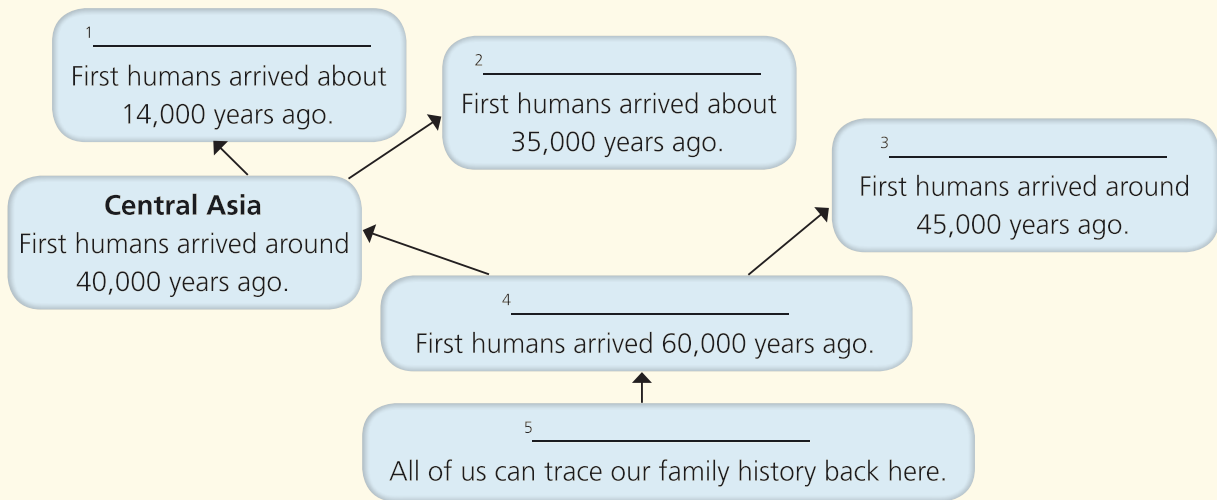 1
First humans arrived about
14,000 years ago.
2
First humans arrived about
35,000 years ago.
3
First humans arrived around
45,000 years ago.
Central Asia
First humans arrived around
40,000 years ago.
4
First humans arrived 60,000 years ago.
5
All of us can trace our family history back here.